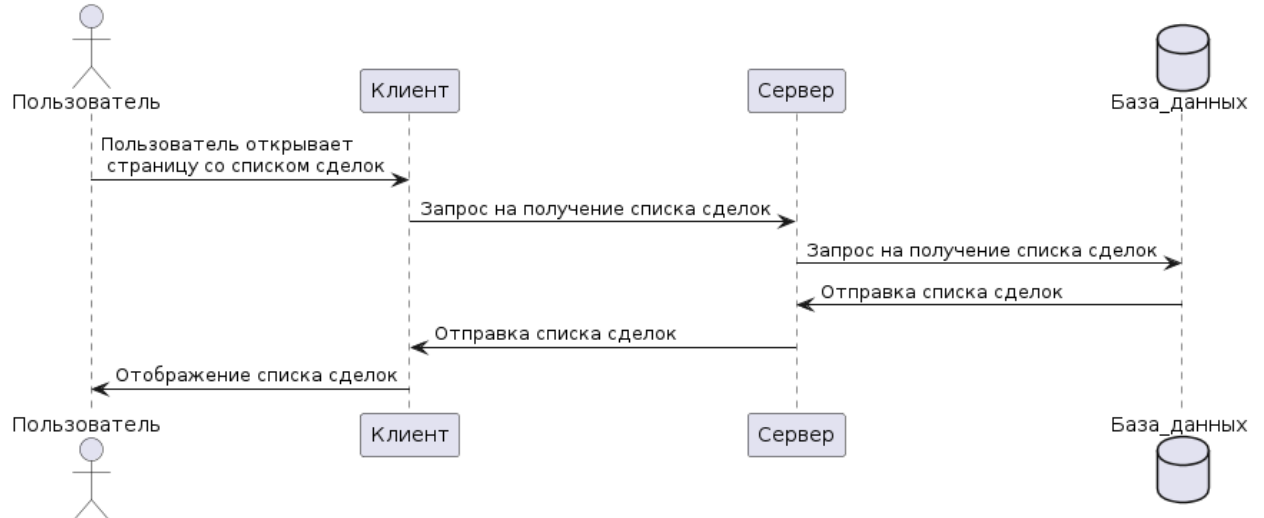 Пользователь
Клиент
Сервер
База_данных
Пользователь открывает
страницу со списком сделок
Запрос на получение списка сделок
Запрос на получение списка сделок
Отправка списка сделок
Отправка списка сделок
Отображение списка сделок
Пользователь
Клиент
Сервер
База_данных